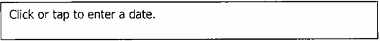 Click or tap to enter a date.